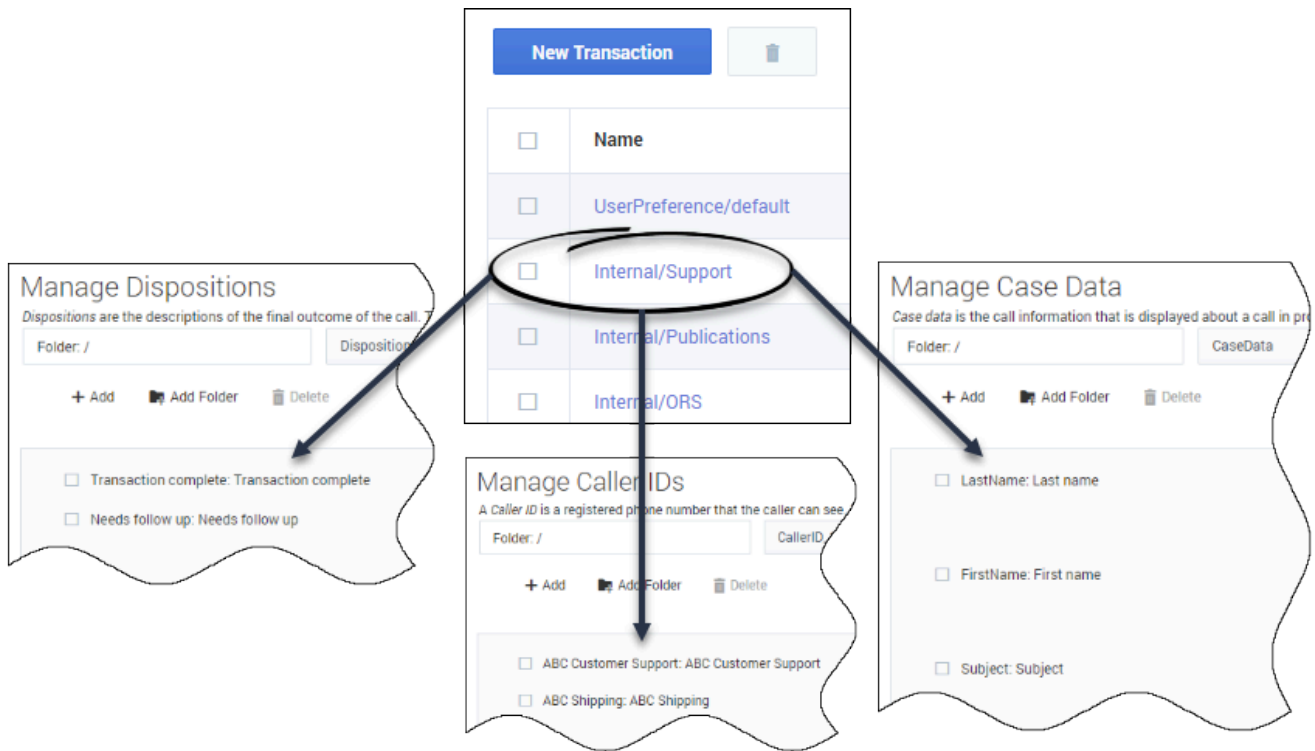 New Transaction
Name
UserPreference/default
Internal/Support
Internal/Publications
Internal/ORS
Manage Dispositions
Dispositions are the descriptions of the final outcome of the call.
Folder: /
Disposition
+ Add
Add Folder
Delete
Transaction complete: Transaction complete
Needs follow up: Needs follow up
Manage Caller IDs
A Caller ID is a registered phone number that the caller can see,
Folder: /
CallerID
+ Add
Add Folder
Delete
ABC Customer Support: ABC Customer Support
ABC Shipping: ABC Shipping
Manage Case Data
Case data is the call information that is displayed about a call in pro
Folder: /
CaseData
+ Add
Add Folder
Delete
LastName: Last name
FirstName: First name
Subject: Subject